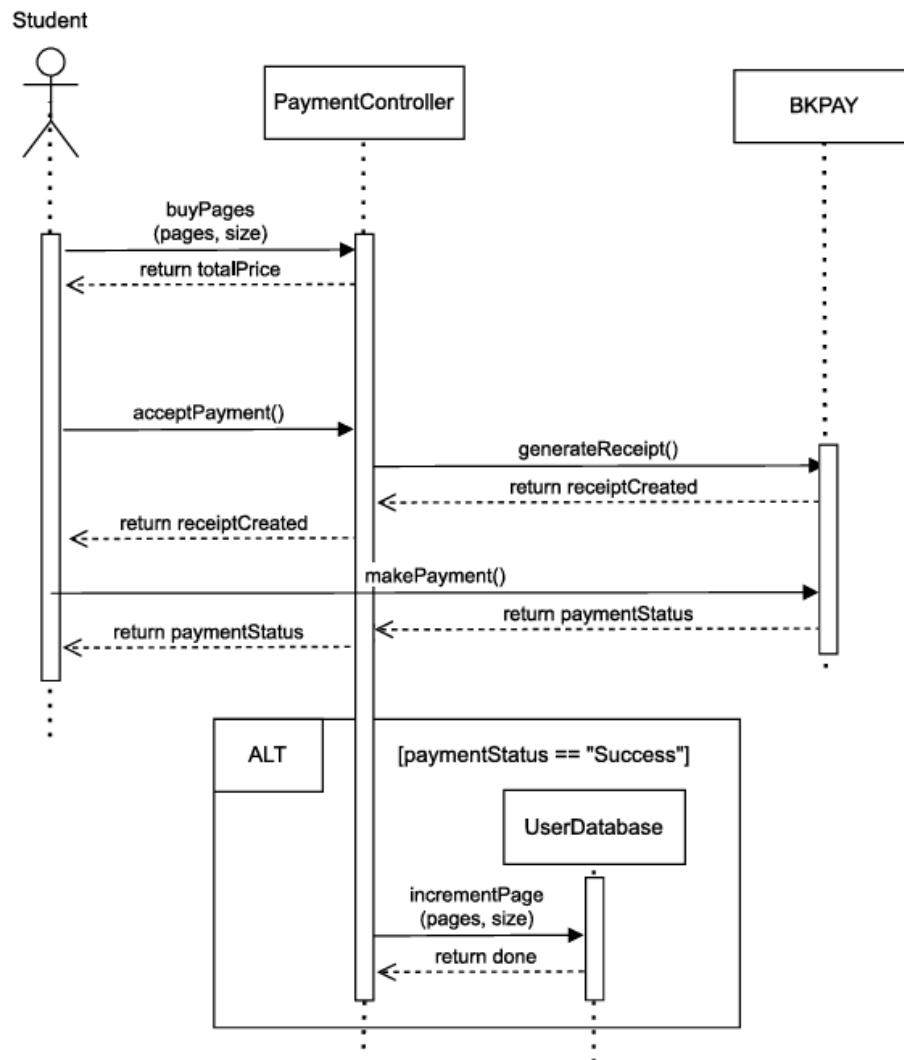 Student
PaymentController
BKPAY
buyPages
(pages, size)
return totalPrice
acceptPayment()
generateReceipt()
return receiptCreated
return receiptCreated
makePayment()
return paymentStatus
return paymentStatus
ALT
[paymentStatus == "Success"]
UserDatabase
incrementPage
(pages, size)
return done